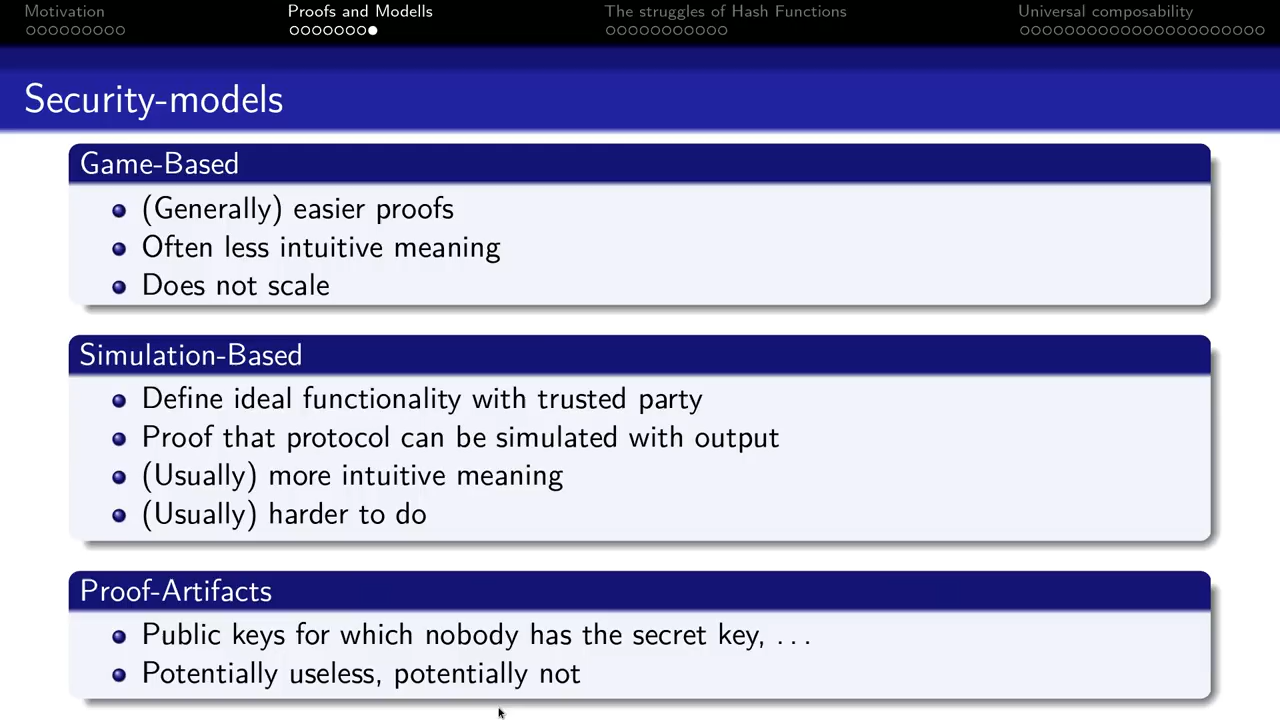 Motivation
Proofs and Modells
The struggles of Hash Functions
Universal composability
Security-models
Game-Based
(Generally) easier proofs
Often less intuitive meaning
Does not scale
Simulation-Based
Define ideal functionality with trusted party
Proof that protocol can be simulated with output
(Usually) more intuitive meaning
(Usually) harder to do
Proof-Artifacts
Public keys for which nobody has the secret key, ...
Potentially useless, potentially not